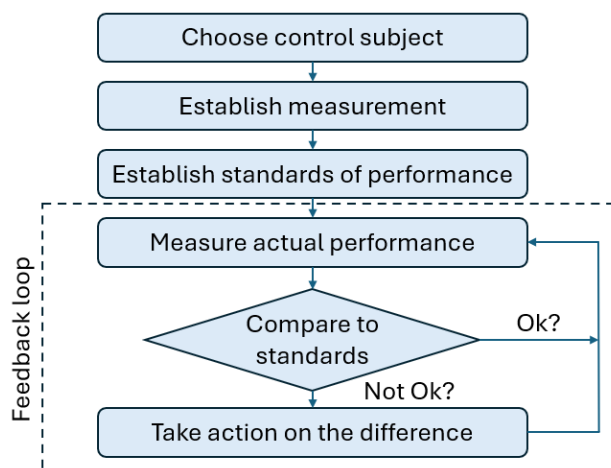 Choose control subject
Establish measurement
Establish standards of performance
Feedback loop
Measure actual performance
Compare to
standards
Ok?
Not Ok?
Take action on the difference